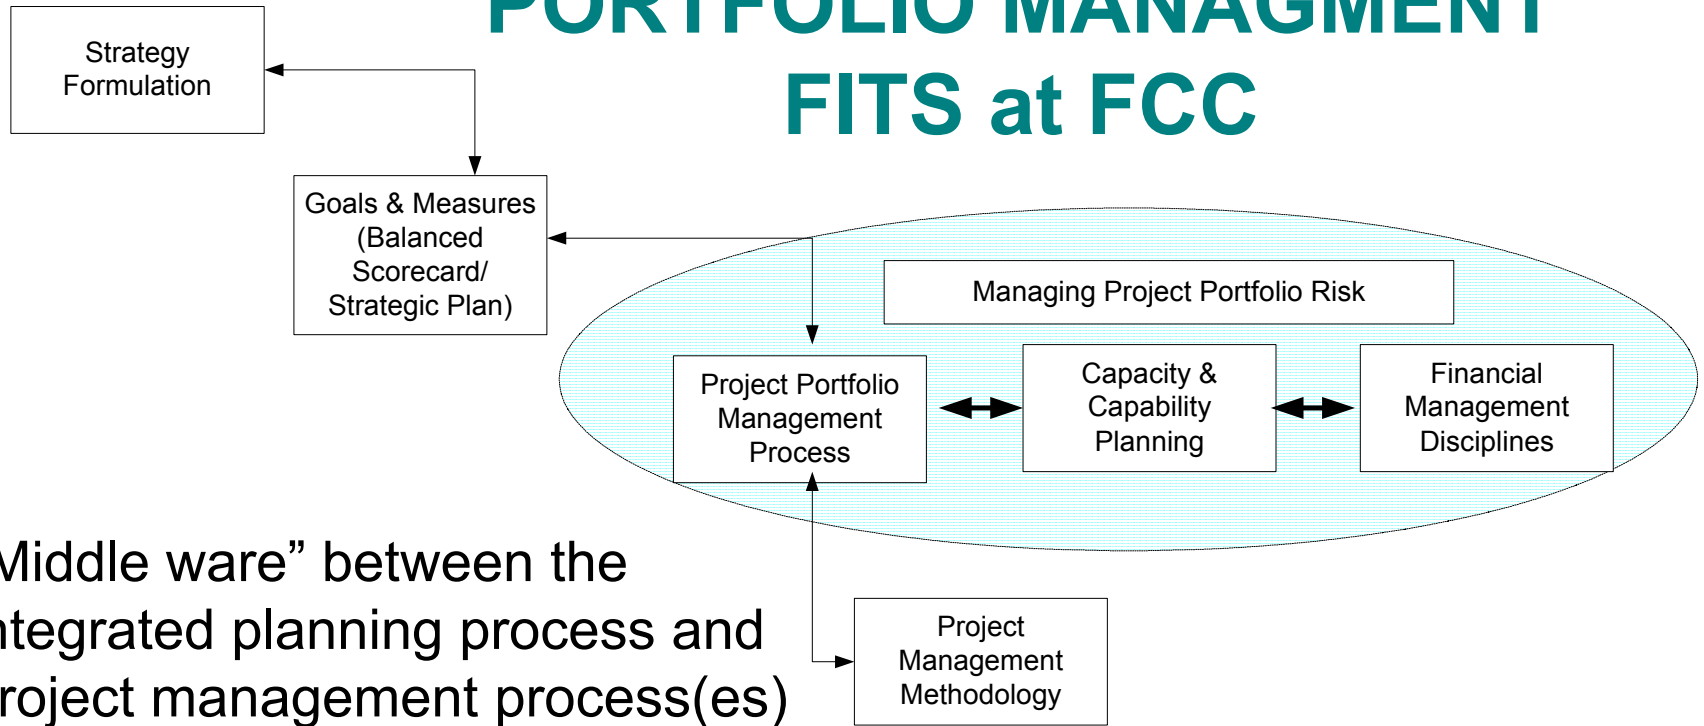 PORTFOLIO MANAGMENT
FITS at FCC
Strategy
Formulation
Goals & Measures
(Balanced
Scorecard/
Strategic Plan)
Managing Project Portfolio Risk
Project Portfolio
Management
Process
Capacity &
Capability
Planning
Financial
Management
Disciplines
Middle ware” between the
ntegrated planning process and
roject management process(es)
Project
Management
Methodology